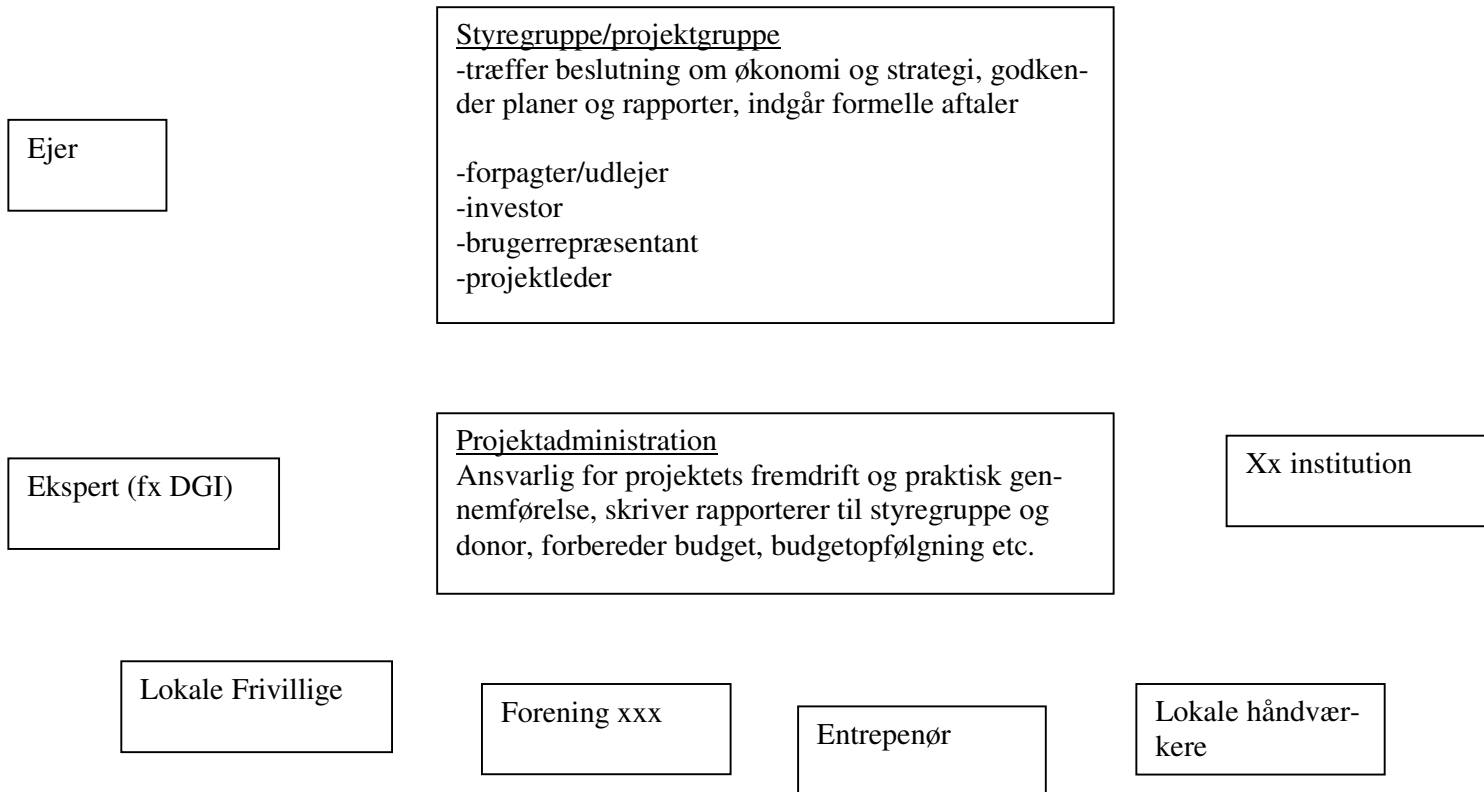 Styregruppe/projektgruppe
-træffer beslutning om økonomi og strategi, godken-
der planer og rapporter, indgår formelle aftaler
-forpagter/udlejer
-investor
-brugerrepræsentant
-projektleder
Ejer
Projektadministration
Ansvarlig for projektets fremdrift og praktisk gen-
nemførelse, skriver rapporterer til styregruppe og
donor, forbereder budget, budgetopfølgning etc.
Ekspert (fx DGI)
Xx institution
Lokale Frivillige
Forening xxx
Entrepenør
Lokale håndvær-
kere